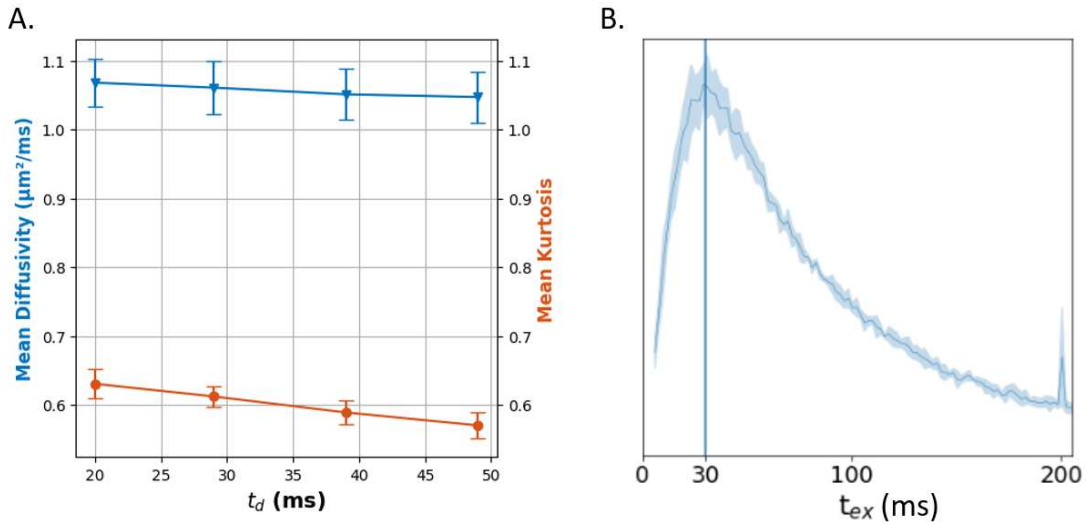 A.
B.
Mean Diffusivity (µm²/ms)
1.1
1.0
0.9
0.8
0.7
0.6
1.1
1.0
0.9
0.8
0.7
0.6
Mean Kurtosis
20 25 30 35 40 45 50
t_d (ms)
0 30 100 200
t_ex (ms)